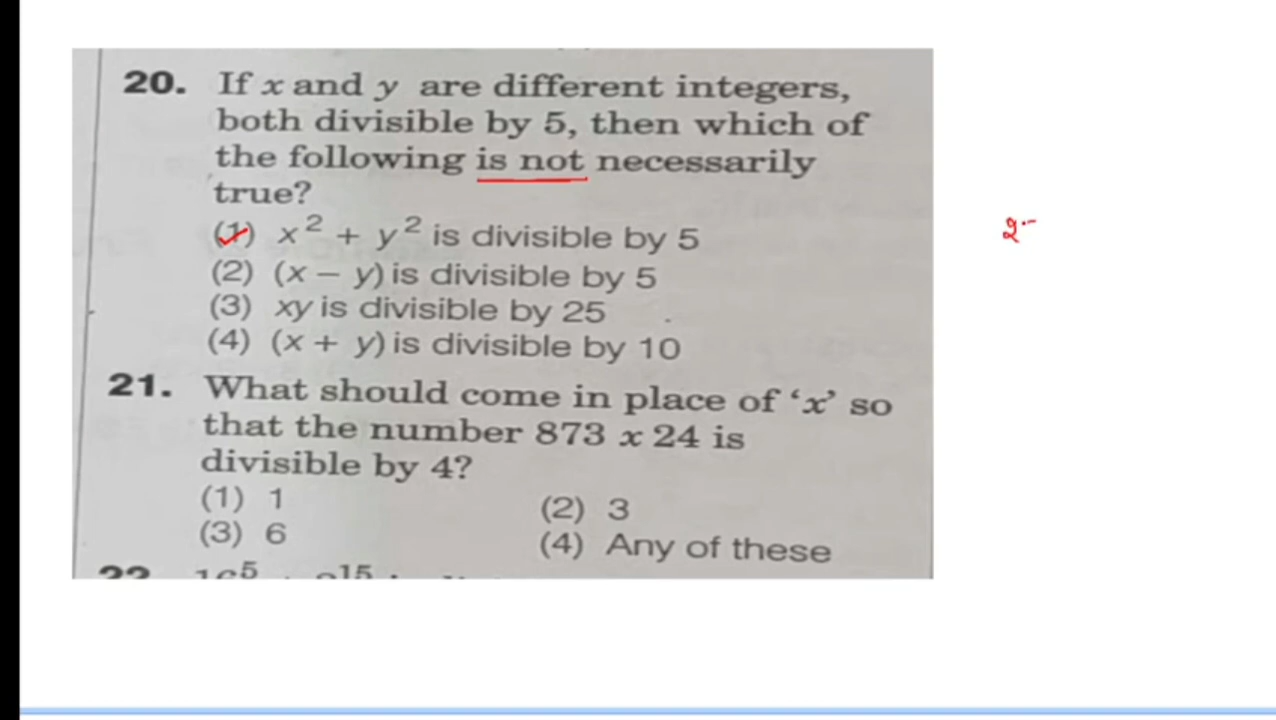 20. If x and y are different integers,
both divisible by 5, then which of
the following is not necessarily
true?
(1) x² + y² is divisible by 5
(2) (x – y) is divisible by 5
(3) xy is divisible by 25
(4) (x + y) is divisible by 10
21. What should come in place of ‘x’ so
that the number 873 x 24 is
divisible by 4?
(1) 1 (2) 3
(3) 6 (4) Any of these